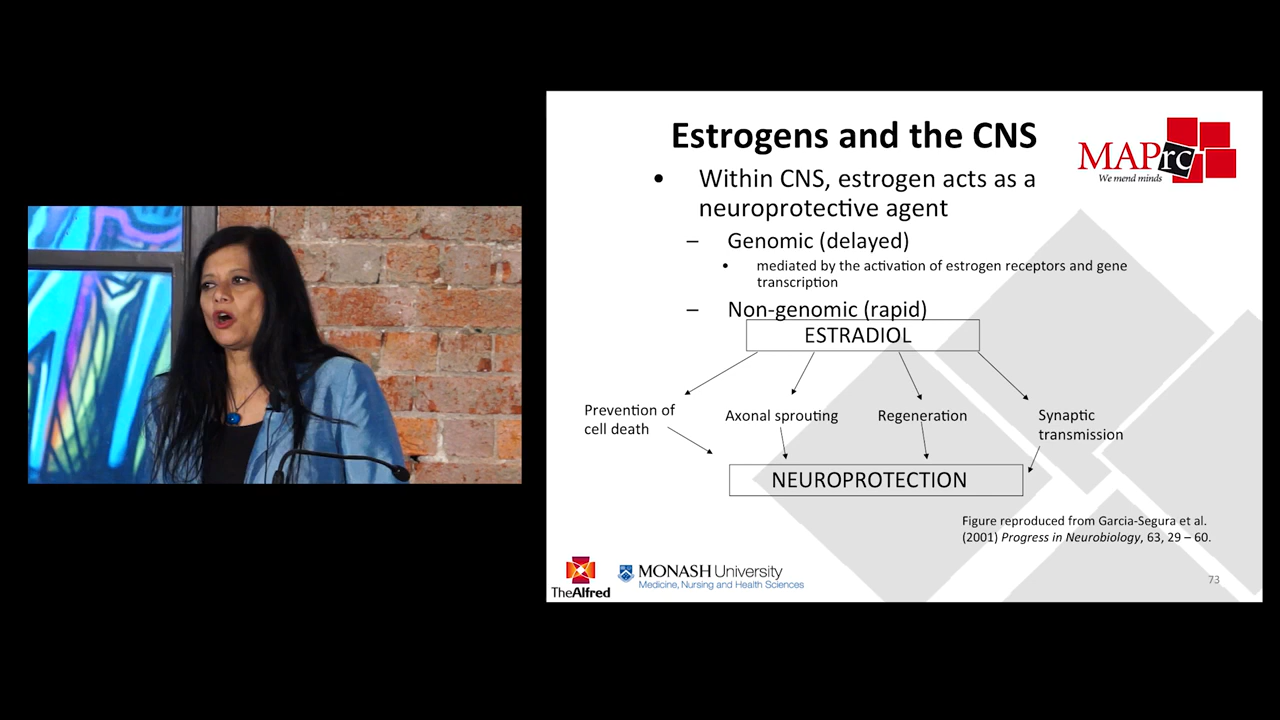 Estrogens and the CNS
MAPrc
We mend minds
• Within CNS, estrogen acts as a
neuroprotective agent
– Genomic (delayed)
• mediated by the activation of estrogen receptors and gene
transcription
– Non-genomic (rapid)
ESTRADIOL
Prevention of
cell death
Axonal sprouting
Regeneration
Synaptic
transmission
NEUROPROTECTION
Figure reproduced from Garcia-Segura et al.
(2001) Progress in Neurobiology, 63, 29 – 60.
TheAlfred
MONASH University
Medicine, Nursing and Health Sciences
73